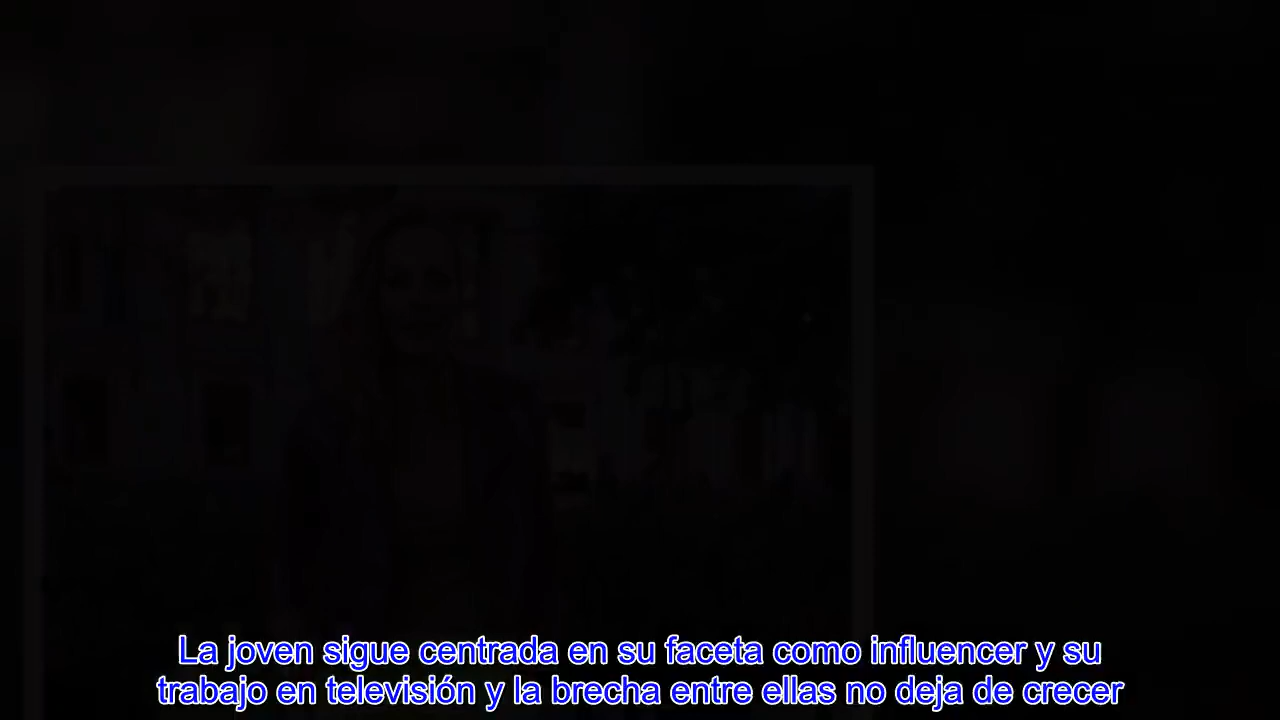 La joven sigue centrada en su faceta como influencer y su
trabajo en televisión y la brecha entre ellas no deja de crecer